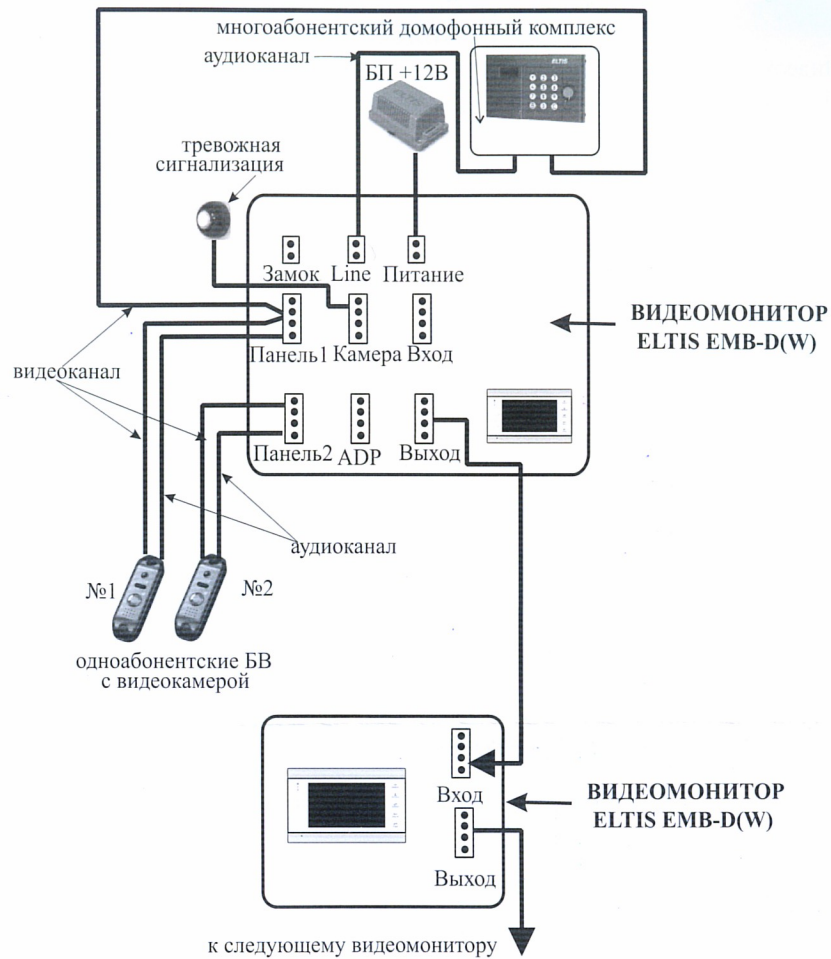 многоабонентский домофонный комплекс
аудиоканал
БП +12В
ELTIS
тревожная
сигнализация
Замок Line Питание
Панель1 Камера Вход
ВИДЕОМОНИТОР
ELTIS EMB-D(W)
видеоканал
Панель2 ADP Выход
аудиоканал
№1
№2
одноабонентские БВ
с видеокамерой
Вход
ВИДЕОМОНИТОР
ELTIS EMB-D(W)
Выход
к следующему видеомонитору